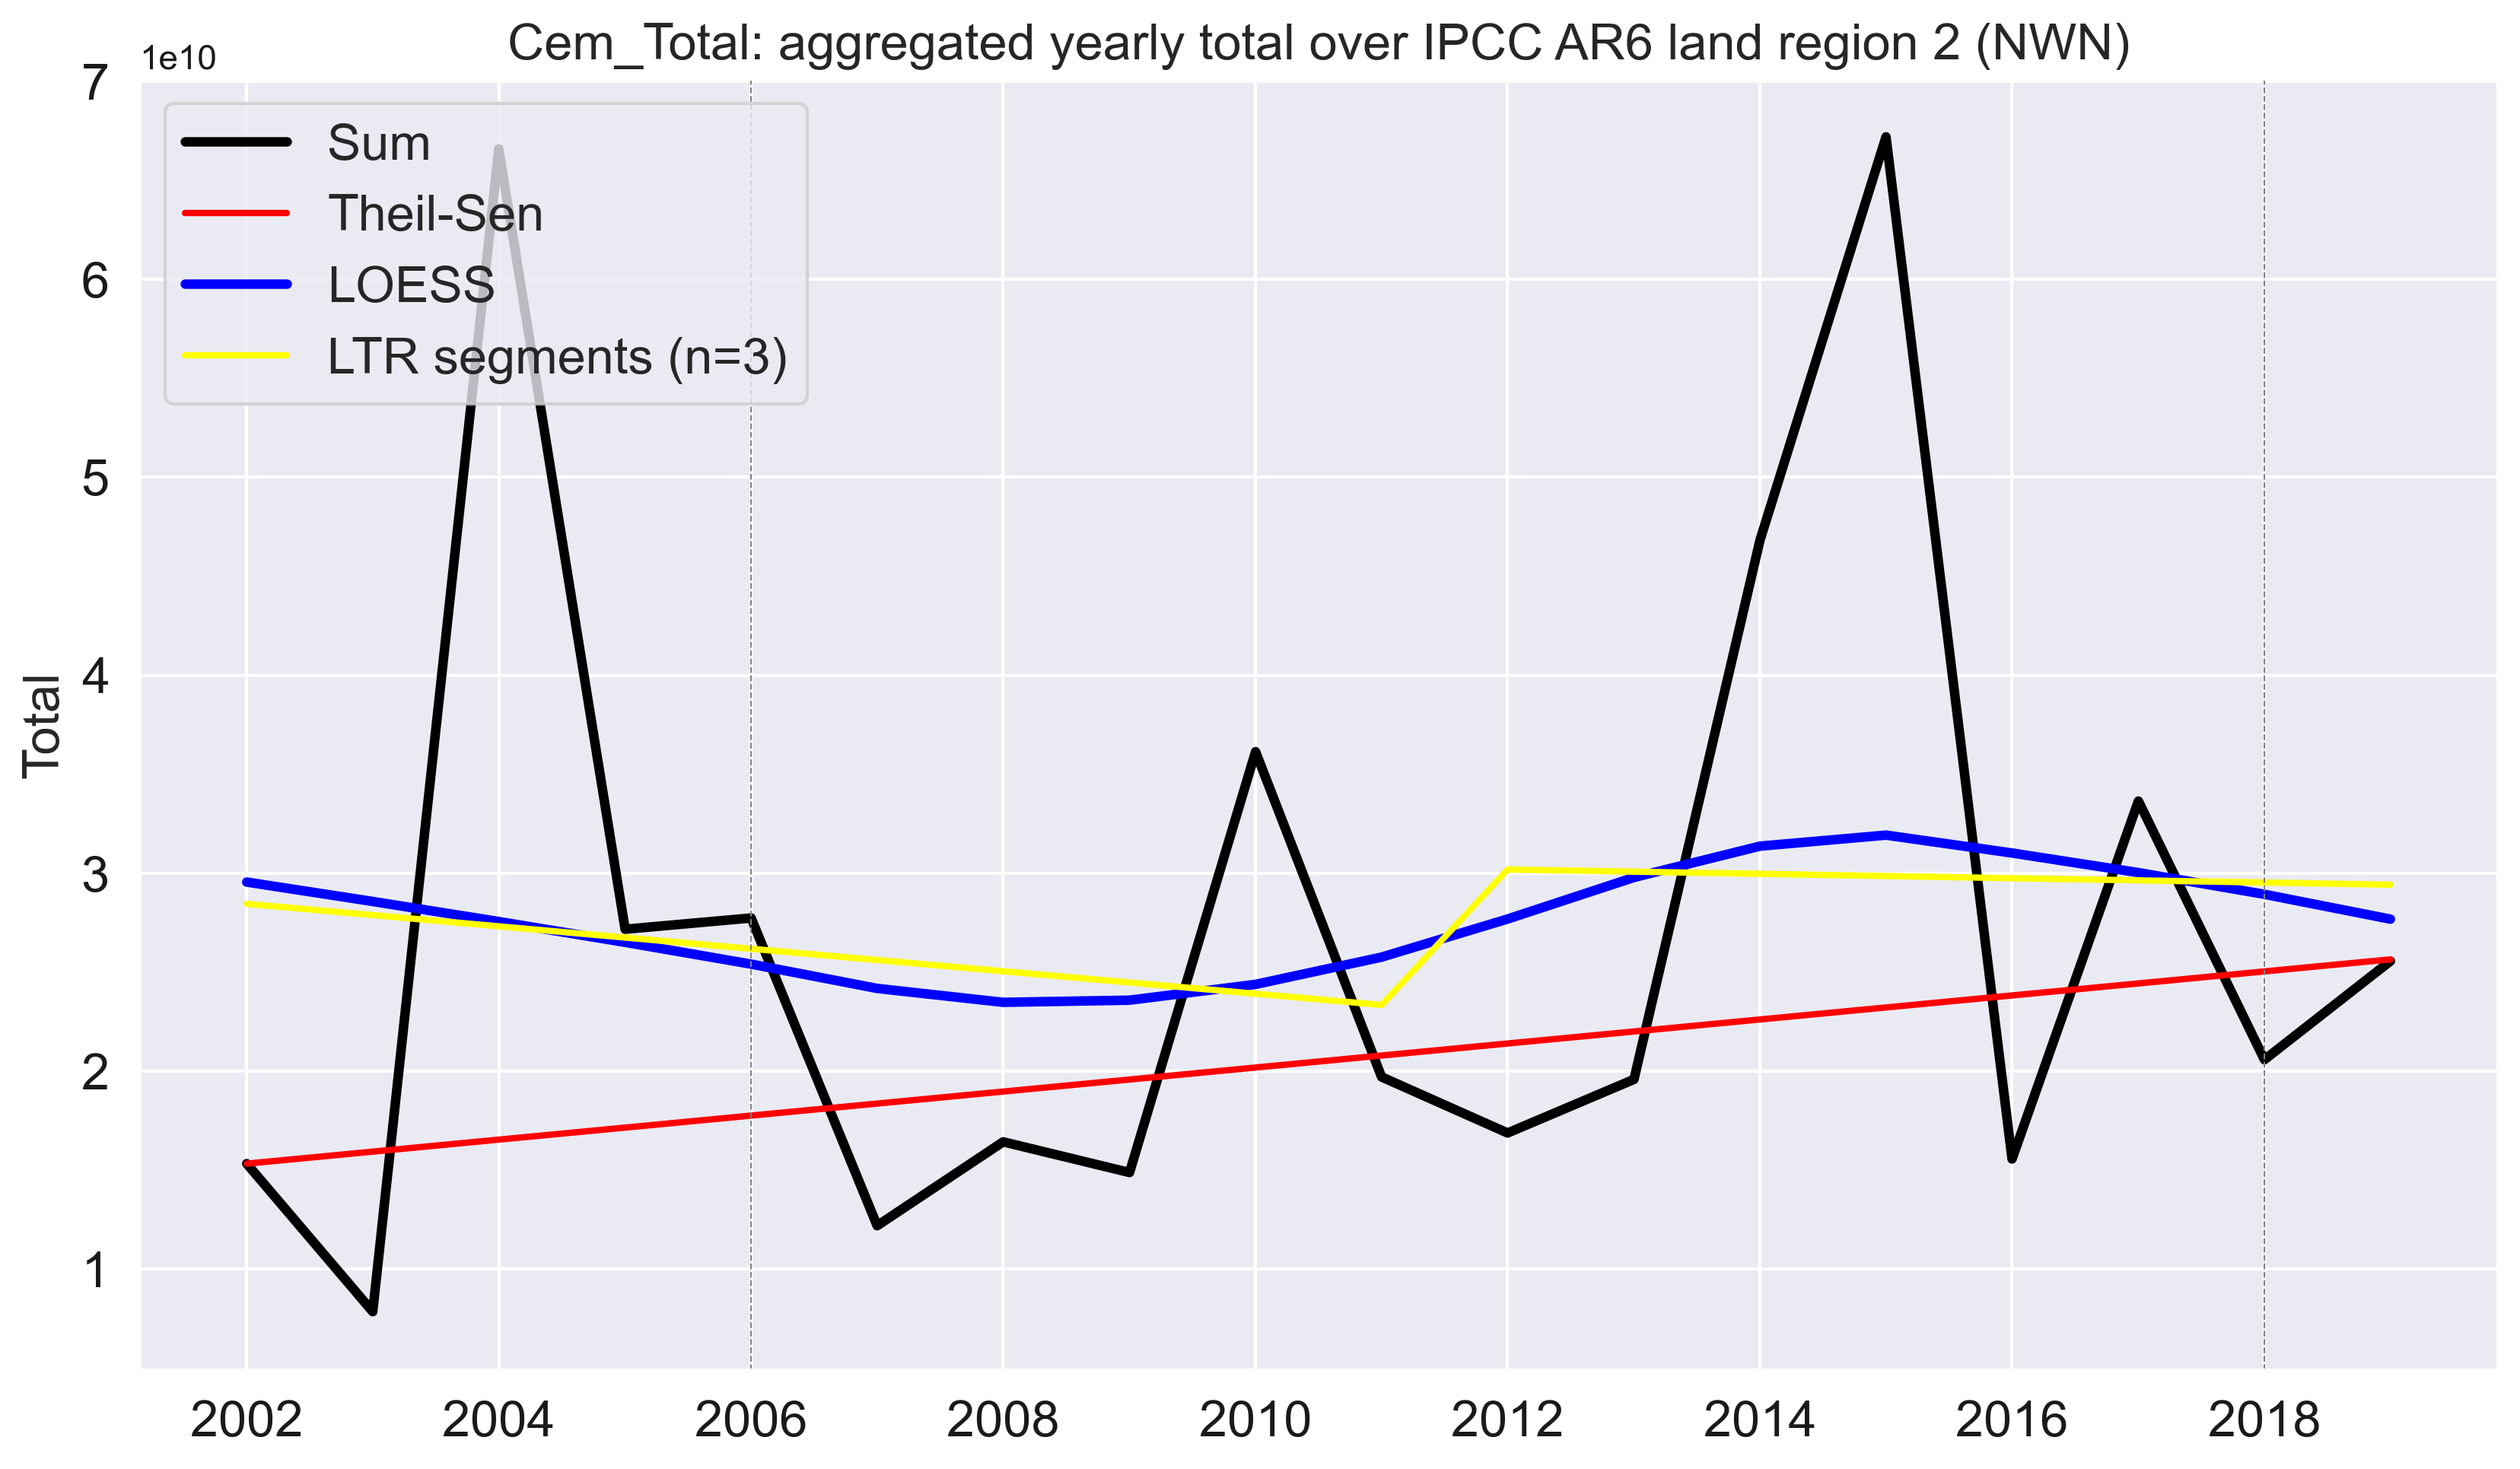 Cem_Total: aggregated yearly total over IPCC AR6 land region 2 (NWN)
1e10
7
6
5
4
3
2
1
Total
Sum
Theil-Sen
LOESS
LTR segments (n=3)
2002 2004 2006 2008 2010 2012 2014 2016 2018